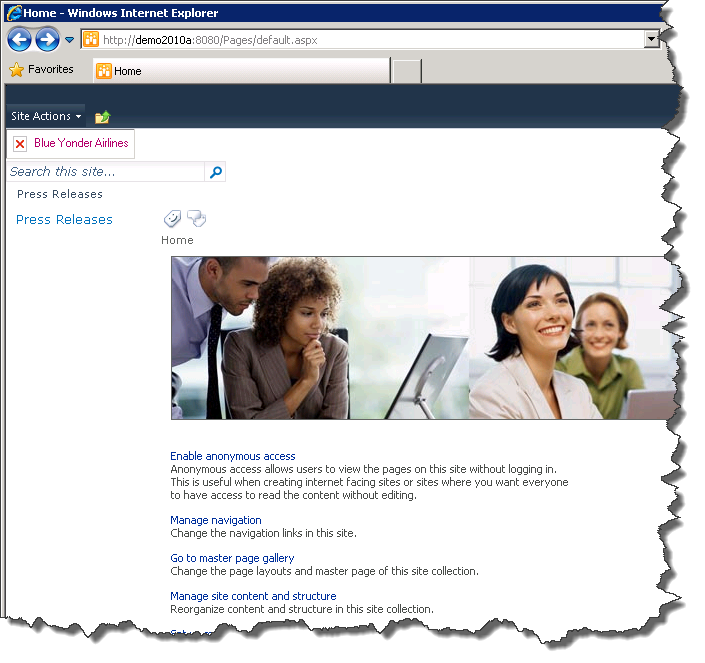 Home - Windows Internet Explorer
http://demo2010a:8080/Pages/default.aspx
Favorites
Home
Site Actions
Blue Yonder Airlines
Search this site...
Press Releases
Press Releases
Home
Enable anonymous access
Anonymous access allows users to view the pages on this site without logging in.
This is useful when creating internet facing sites or sites where you want everyone
to have access to read the content without editing.
Manage navigation
Change the navigation links in this site.
Go to master page gallery
Change the page layouts and master page of this site collection.
Manage site content and structure
Reorganize content and structure in this site collection.